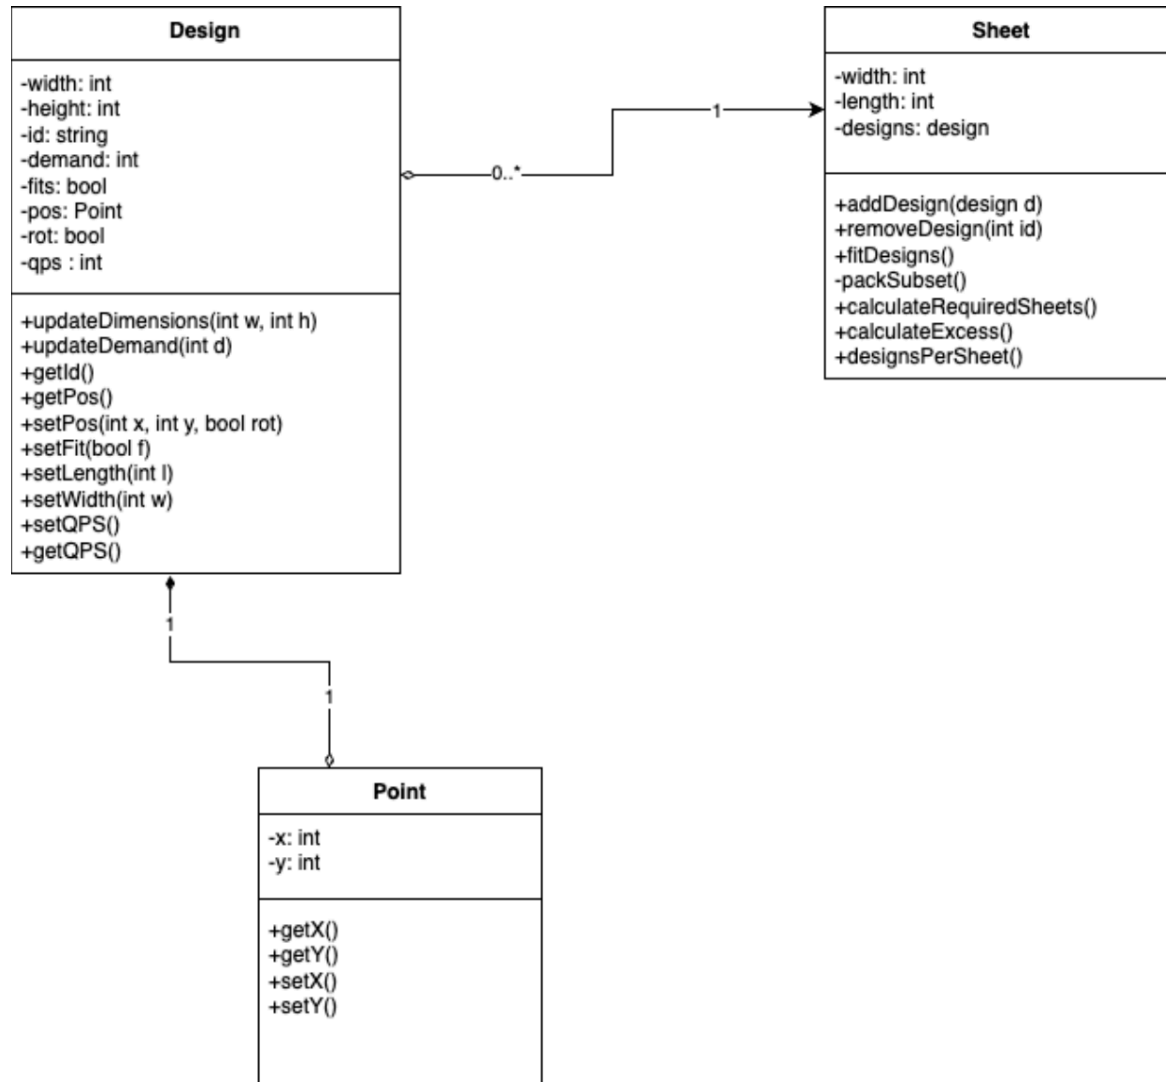 Design
-width: int
-height: int
-id: string
-demand: int
-fits: bool
-pos: Point
-rot: bool
-qps : int
+updateDimensions(int w, int h)
+updateDemand(int d)
+getId()
+getPos()
+setPos(int x, int y, bool rot)
+setFit(bool f)
+setLength(int l)
+setWidth(int w)
+setQPS()
+getQPS()
0..*
1
Sheet
-width: int
-length: int
-designs: design
+addDesign(design d)
+removeDesign(int id)
+fitDesigns()
-packSubset()
+calculateRequiredSheets()
+calculateExcess()
+designsPerSheet()
1
1
Point
-x: int
-y: int
+getX()
+getY()
+setX()
+setY()